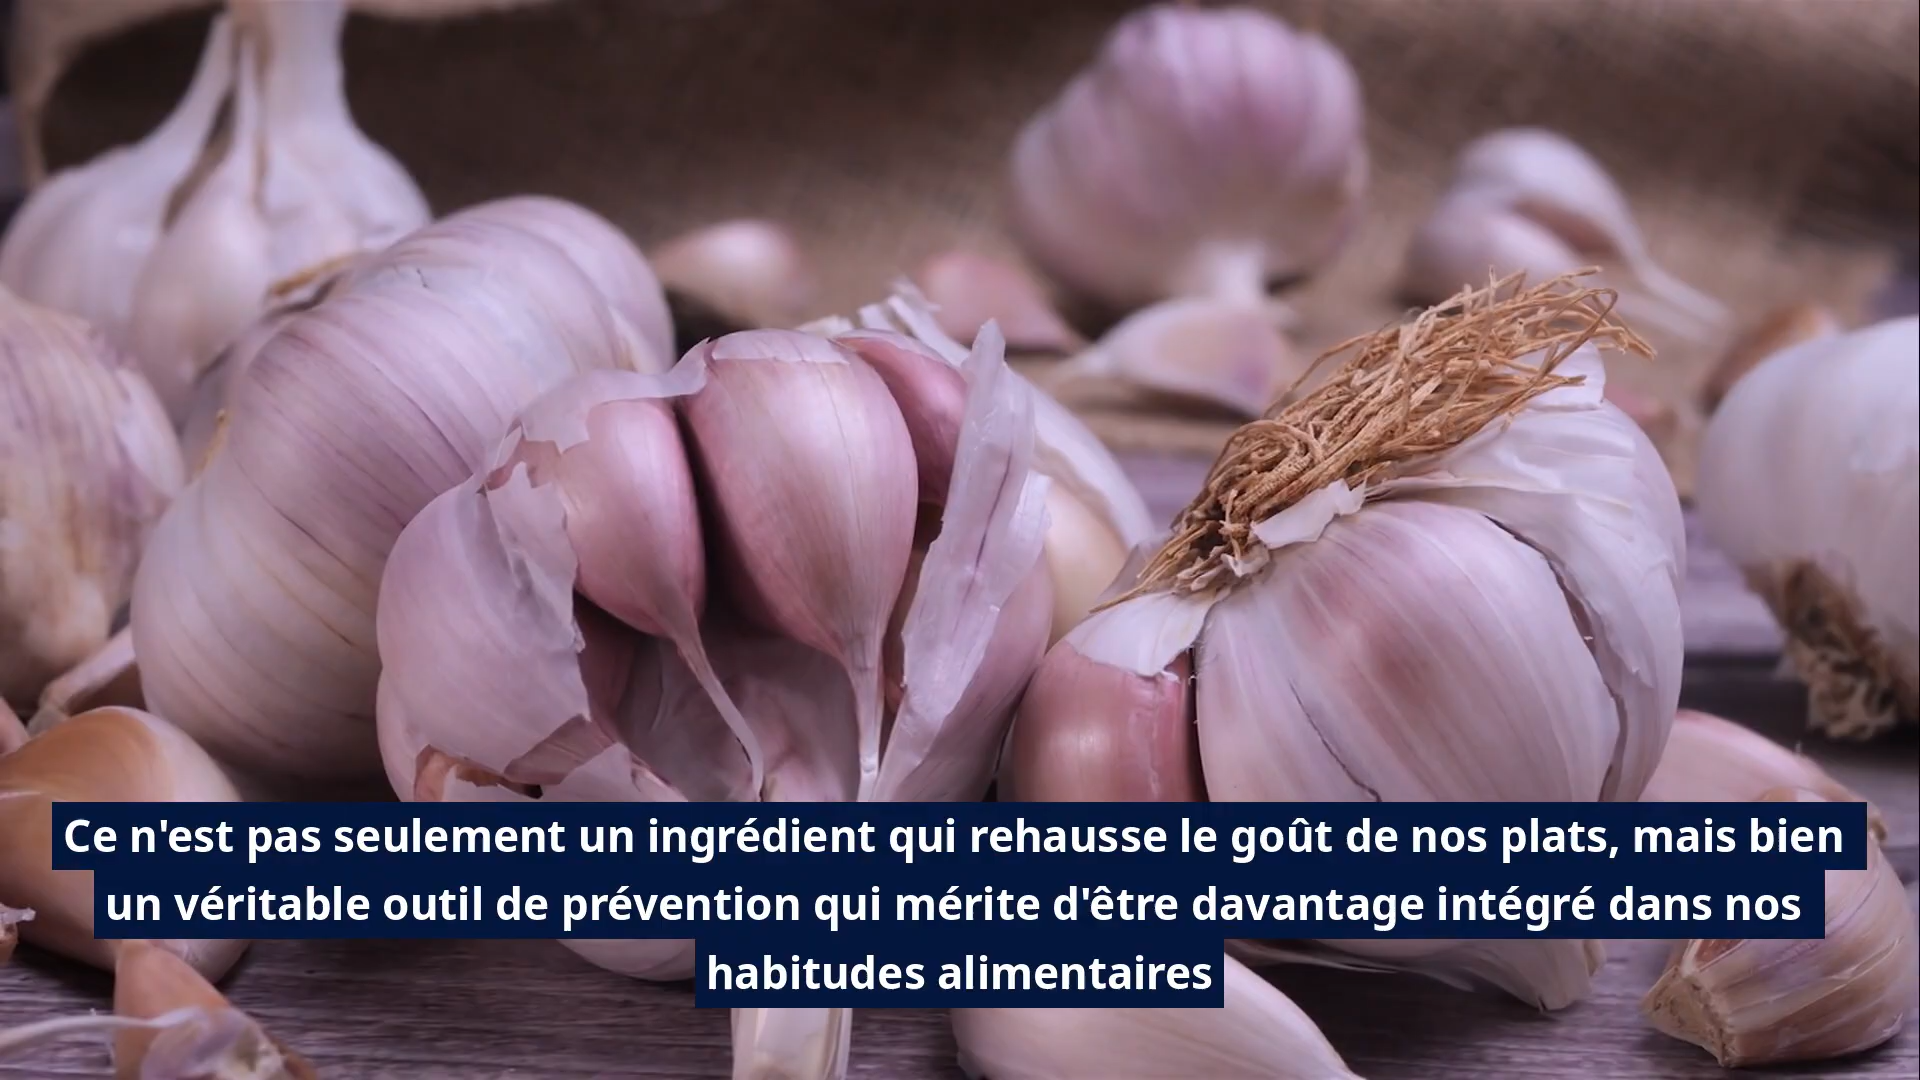 Ce n'est pas seulement un ingrédient qui rehausse le goût de nos plats, mais bien
un véritable outil de prévention qui mérite d'être davantage intégré dans nos
habitudes alimentaires